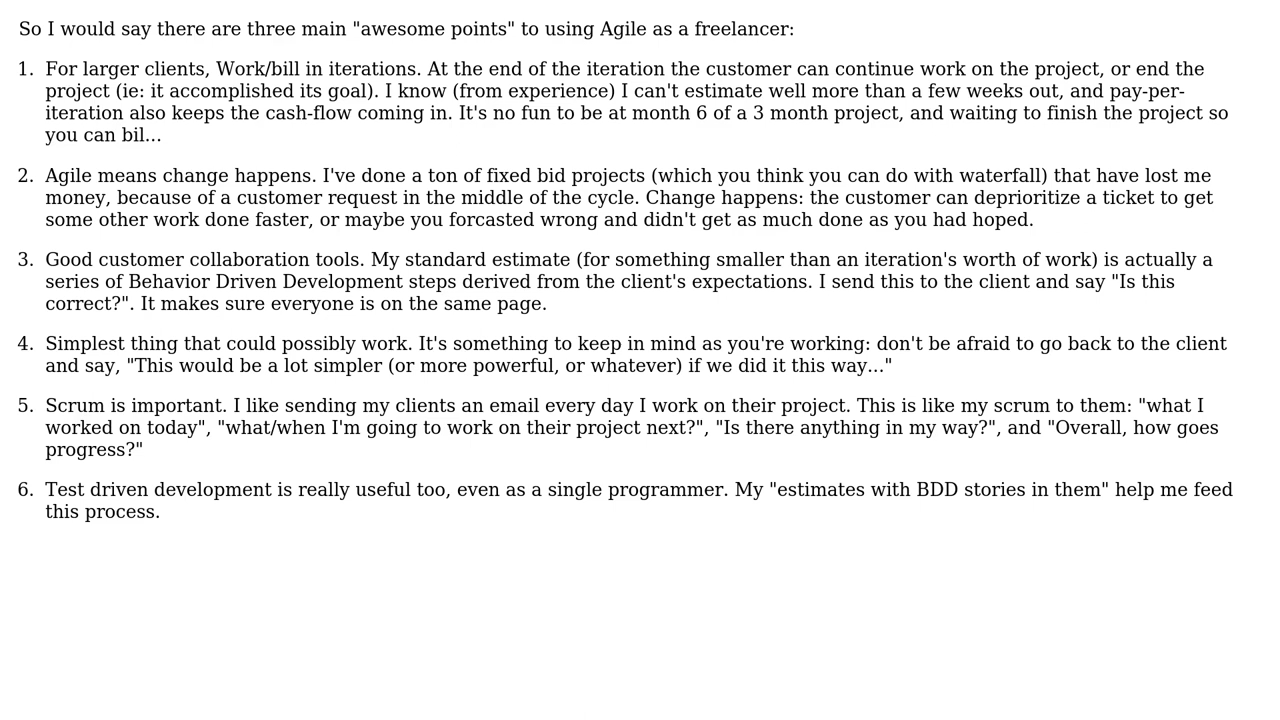 So I would say there are three main "awesome points" to using Agile as a freelancer:
1. For larger clients, Work/bill in iterations. At the end of the iteration the customer can continue work on the project, or end the
project (ie: it accomplished its goal). I know (from experience) I can't estimate well more than a few weeks out, and pay-per-
iteration also keeps the cash-flow coming in. It's no fun to be at month 6 of a 3 month project, and waiting to finish the project so
you can bil...
2. Agile means change happens. I've done a ton of fixed bid projects (which you think you can do with waterfall) that have lost me
money, because of a customer request in the middle of the cycle. Change happens: the customer can deprioritize a ticket to get
some other work done faster, or maybe you forcasted wrong and didn't get as much done as you had hoped.
3. Good customer collaboration tools. My standard estimate (for something smaller than an iteration's worth of work) is actually a
series of Behavior Driven Development steps derived from the client's expectations. I send this to the client and say "Is this
correct?". It makes sure everyone is on the same page.
4. Simplest thing that could possibly work. It's something to keep in mind as you're working: don't be afraid to go back to the client
and say, "This would be a lot simpler (or more powerful, or whatever) if we did it this way..."
5. Scrum is important. I like sending my clients an email every day I work on their project. This is like my scrum to them: "what I
worked on today", "what/when I'm going to work on their project next?", "Is there anything in my way?", and "Overall, how goes
progress?"
6. Test driven development is really useful too, even as a single programmer. My "estimates with BDD stories in them" help me feed
this process.